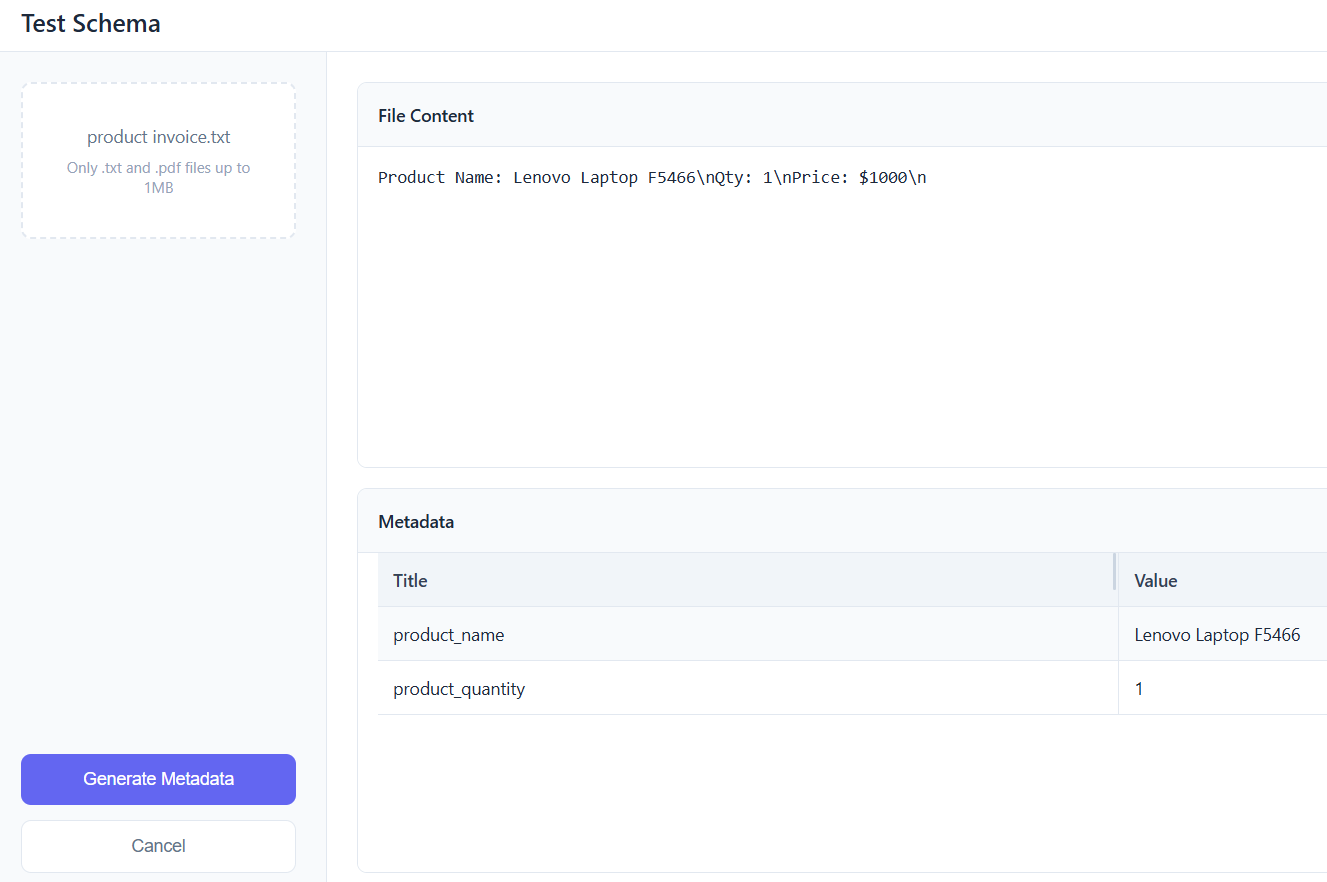 Test Schema
product invoice.txt
Only .txt and .pdf files up to
1MB
Generate Metadata
Cancel
File Content
Product Name: Lenovo Laptop F5466\nQty: 1\nPrice: $1000\n
Metadata
Title Value
product_name Lenovo Laptop F5466
product_quantity 1